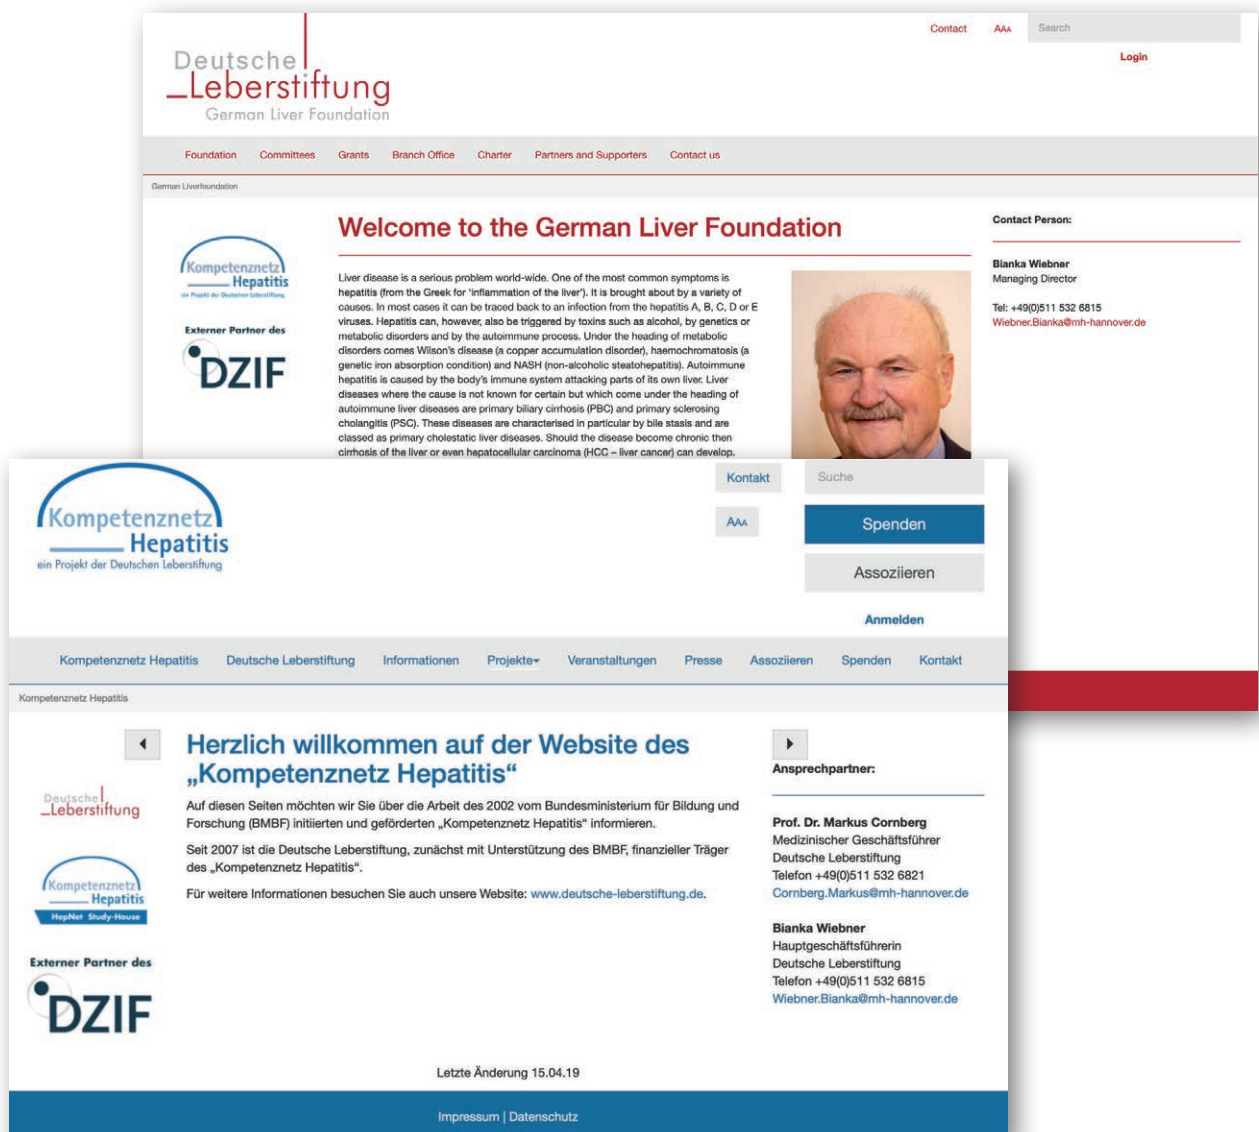 Deutsche
Leberstiftung
German Liver Foundation
Contact
AAA
Search
Login
Foundation Committees Grants Branch Office Charter Partners and Supporters Contact us
German Liverfoundation
Kompetenznetz
Hepatitis
ein Projekt der Deutschen Leberstiftung
Externer Partner des
DZIF
Welcome to the German Liver Foundation
Liver disease is a serious problem world-wide. One of the most common symptoms is
hepatitis (from the Greek for 'inflammation of the liver'). It is brought about by a variety of
causes. In most cases it can be traced back to an infection from the hepatitis A, B, C, D or E
viruses. Hepatitis can, however, also be triggered by toxins such as alcohol, by genetics or
metabolic disorders and by the autoimmune process. Under the heading of metabolic
disorders comes Wilson's disease (a copper accumulation disorder), haemochromatosis (a
genetic iron absorption condition) and NASH (non-alcoholic steatohepatitis). Autoimmune
hepatitis is caused by the body's immune system attacking parts of its own liver. Liver
diseases where the cause is not known for certain but which come under the heading of
autoimmune liver diseases are primary biliary cirrhosis (PBC) and primary sclerosing
cholangitis (PSC). These diseases are characterised in particular by bile stasis and are
classed as primary cholestatic liver diseases. Should the disease become chronic then
cirrhosis of the liver or even hepatocellular carcinoma (HCC – liver cancer) can develop.
Contact Person:
Bianka Wiebner
Managing Director
Tel: +49(0)511 532 6815
Wiebner.Bianka@mh-hannover.de
Kompetenznetz
Hepatitis
ein Projekt der Deutschen Leberstiftung
Kontakt
Suche
AAA
Spenden
Assoziieren
Anmelden
Kompetenznetz Hepatitis Deutsche Leberstiftung Informationen Projekte Veranstaltungen Presse Assoziieren Spenden Kontakt
Kompetenznetz Hepatitis
Deutsche
Leberstiftung
Kompetenznetz
Hepatitis
HepNet Study-House
Externer Partner des
DZIF
Herzlich willkommen auf der Website des
„Kompetenznetz Hepatitis“
Auf diesen Seiten möchten wir Sie über die Arbeit des 2002 vom Bundesministerium für Bildung und
Forschung (BMBF) initiierten und geförderten „Kompetenznetz Hepatitis“ informieren.
Seit 2007 ist die Deutsche Leberstiftung, zunächst mit Unterstützung des BMBF, finanzieller Träger
des „Kompetenznetz Hepatitis“.
Für weitere Informationen besuchen Sie auch unsere Website: www.deutsche-leberstiftung.de.
Ansprechpartner:
Prof. Dr. Markus Cornberg
Medizinischer Geschäftsführer
Deutsche Leberstiftung
Telefon +49(0)511 532 6821
Cornberg.Markus@mh-hannover.de
Bianka Wiebner
Hauptgeschäftsführerin
Deutsche Leberstiftung
Telefon +49(0)511 532 6815
Wiebner.Bianka@mh-hannover.de
Letzte Änderung 15.04.19
Impressum | Datenschutz